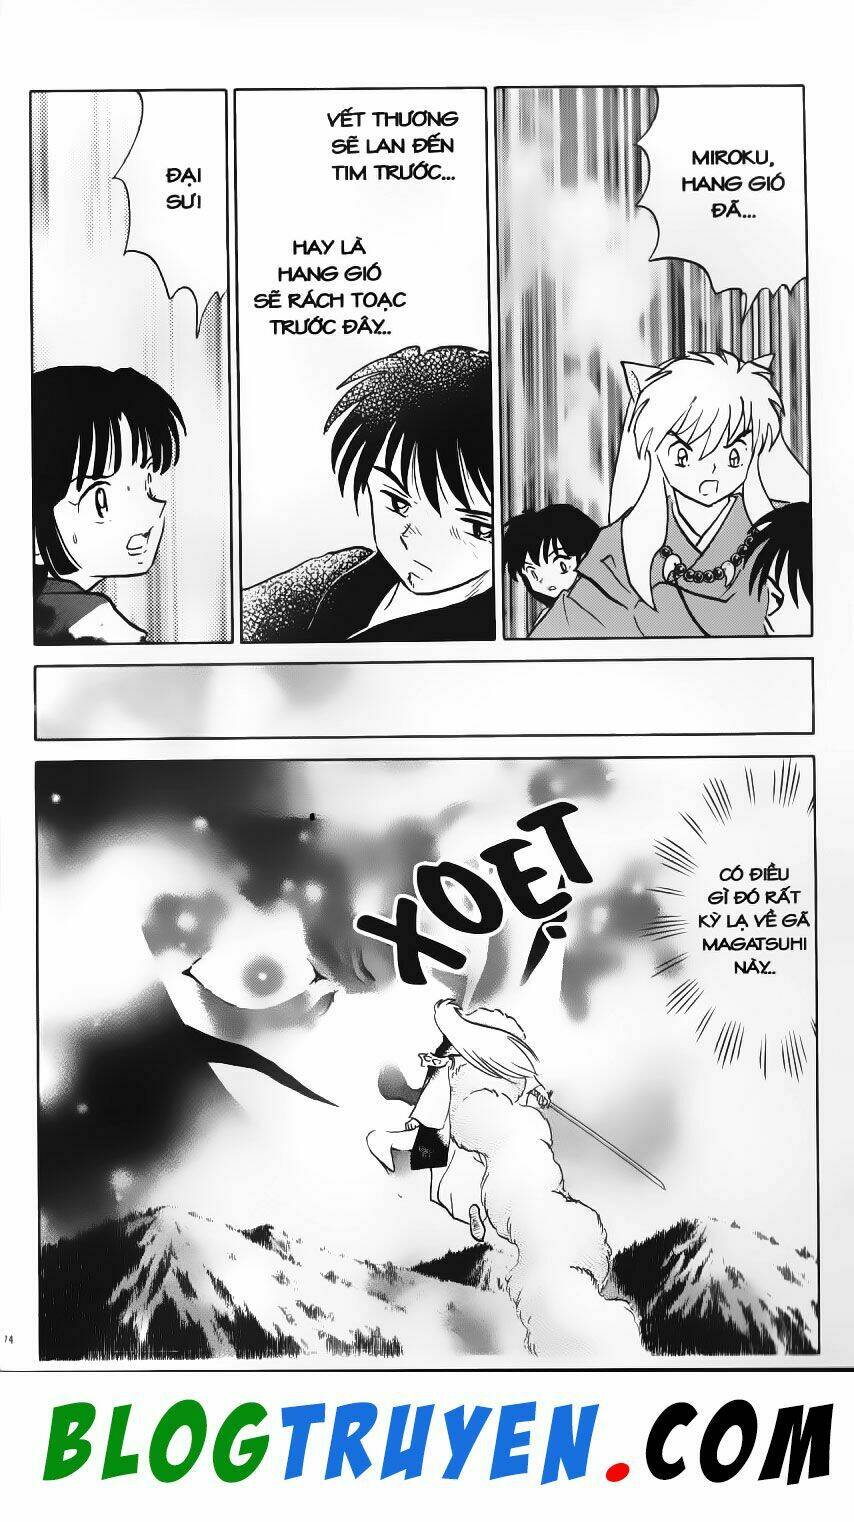 MIROKU,
HANG GIÓ
ĐÃ...
VẾT THƯƠNG
SẼ LAN ĐẾN
TIM TRƯỚC...
HAY LÀ
HANG GIÓ
SẼ RÁCH TOẠC
TRƯỚC ĐÂY...
ĐẠI
SƯ!
CÓ ĐIỀU
GÌ ĐÓ RẤT
KỲ LẠ VỀ GÃ
MAGATSUHI
NÀY...
XOẸT
74
BLOGTRUYEN.COM